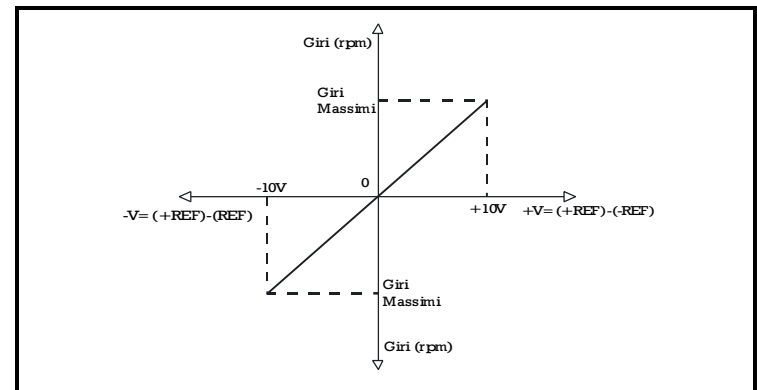 Giri (rpm)
Giri
Massimi
-10V
0
+10V
-V= (+REF)-(REF)
+V= (+REF)-(-REF)
Giri
Massimi
Giri (rpm)